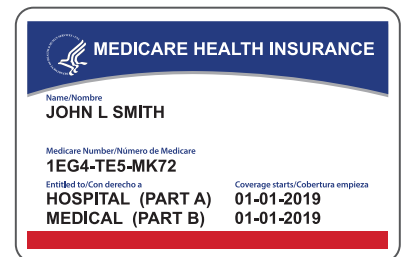 MEDICARE HEALTH INSURANCE
Name/Nombre
JOHN L SMITH
Medicare Number/Número de Medicare
1EG4-TE5-MK72
Entitled to/Con derecho a Coverage starts/Cobertura empieza
HOSPITAL (PART A) 01-01-2019
MEDICAL (PART B) 01-01-2019